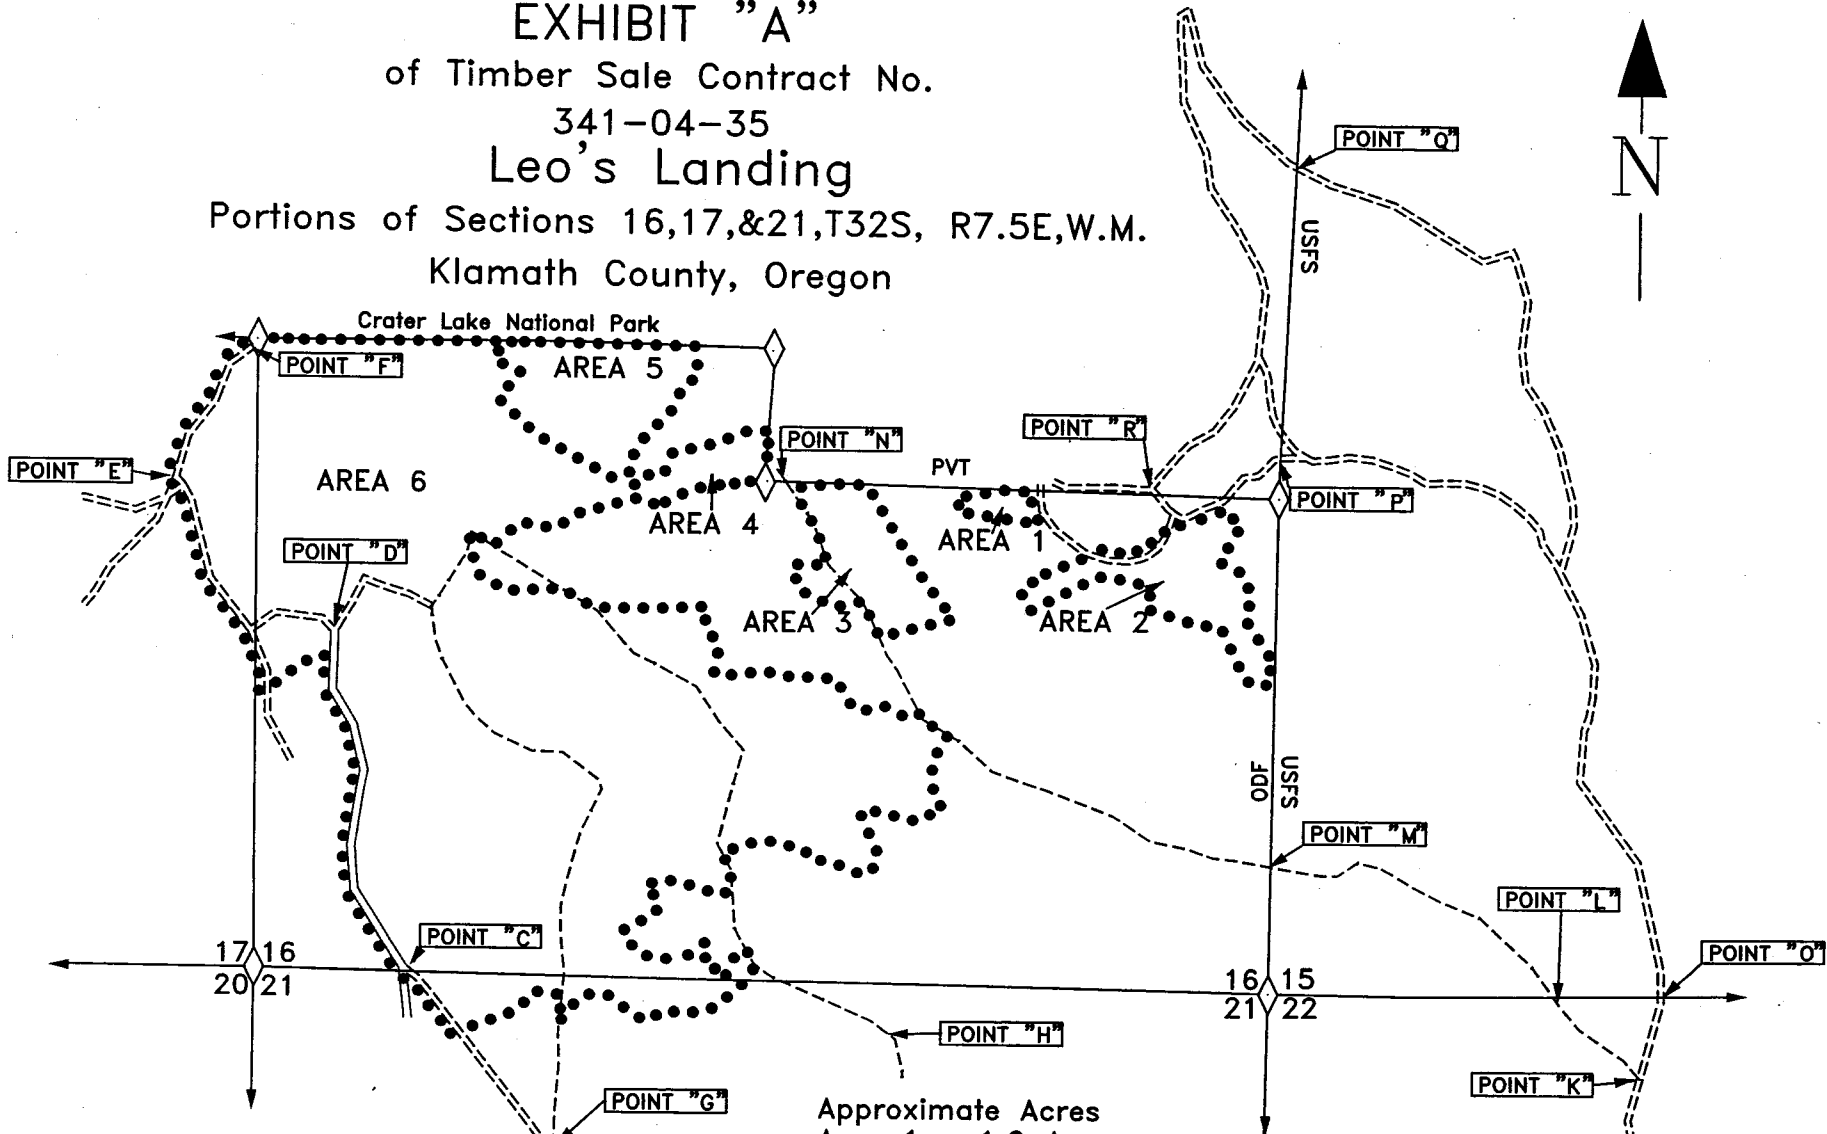 EXHIBIT "A"
of Timber Sale Contract No.
341-04-35
Leo's Landing
Portions of Sections 16,17,&21,T32S, R7.5E,W.M.
Klamath County, Oregon
N
POINT "Q"
USFS
Crater Lake National Park
POINT "F"
AREA 5
POINT "N"
POINT "R"
PVT
POINT "E"
AREA 6
POINT "P"
AREA 4
AREA 1
POINT "D"
AREA 3
AREA 2
ODF
USFS
POINT "M"
POINT "L"
POINT "C"
POINT "O"
17 16
20 21
16 15
21 22
POINT "H"
POINT "K"
POINT "G"
Approximate Acres